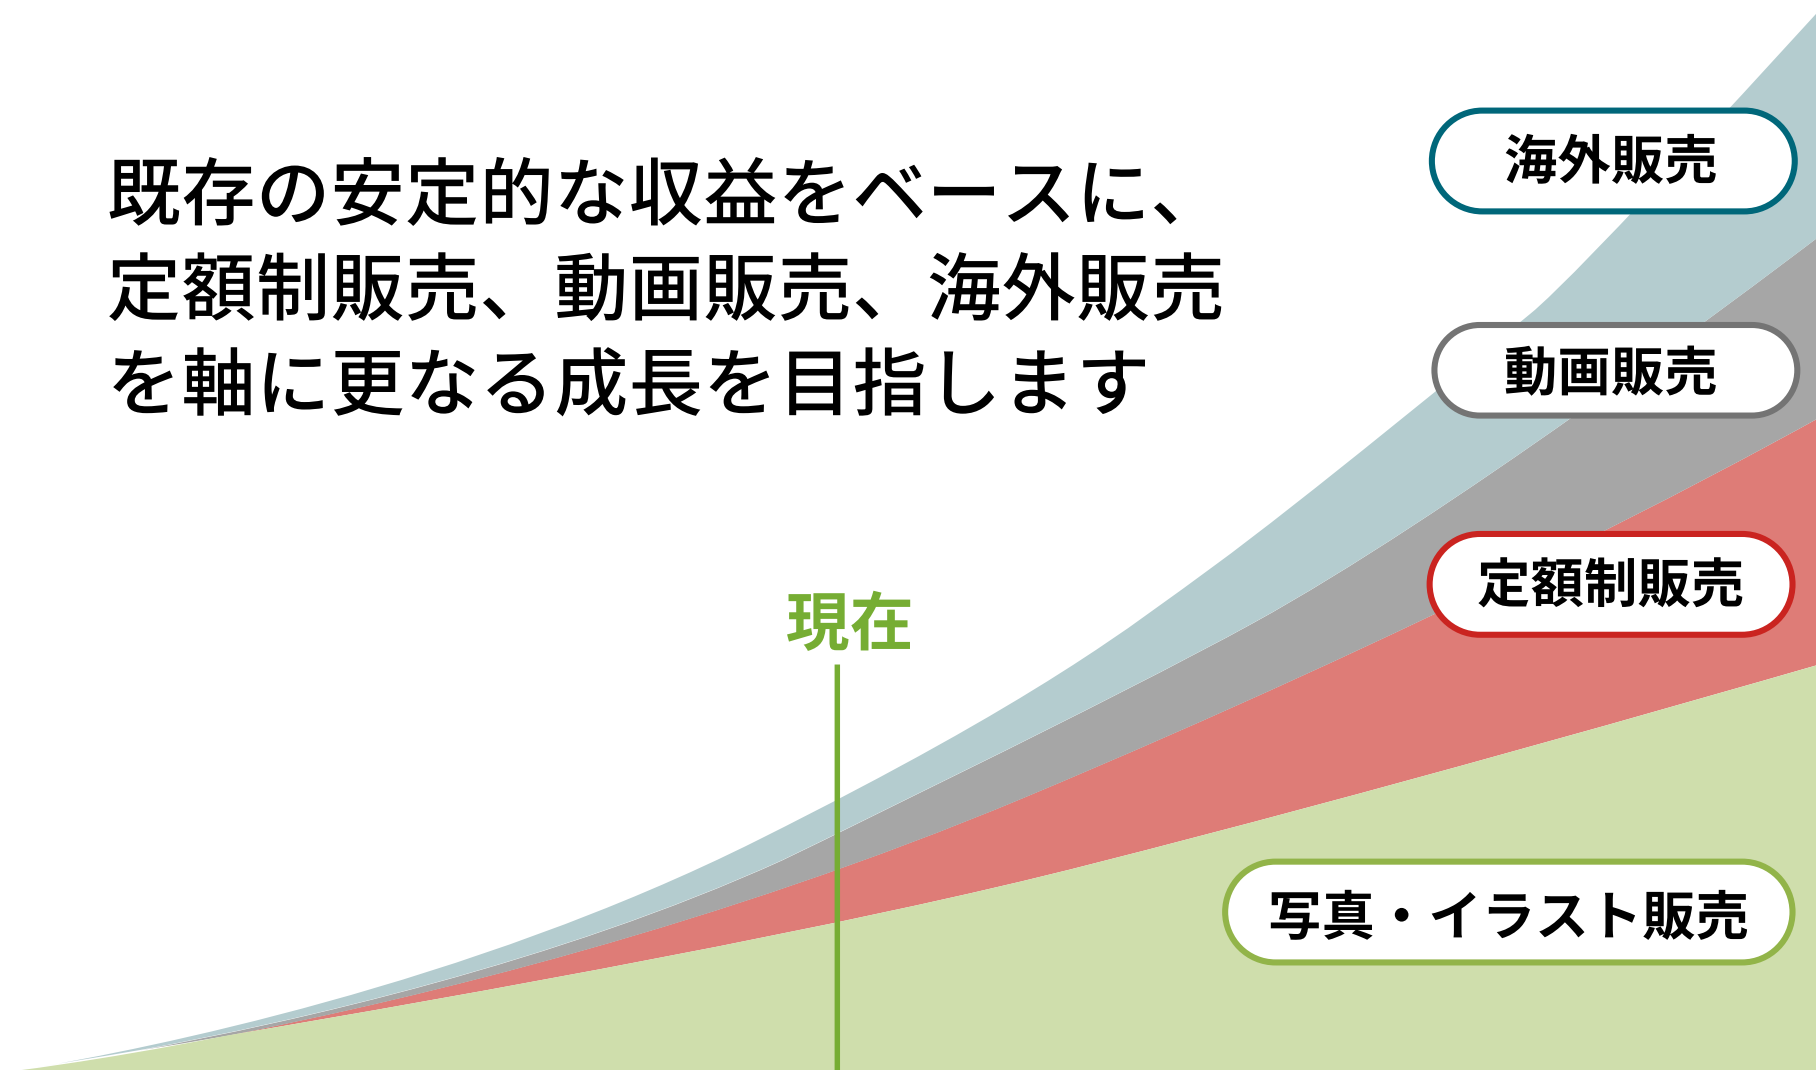 既存の安定的な収益をベースに、
定額制販売、動画販売、海外販売
を軸に更なる成長を目指します
海外販売
動画販売
定額制販売
現在
写真・イラスト販売